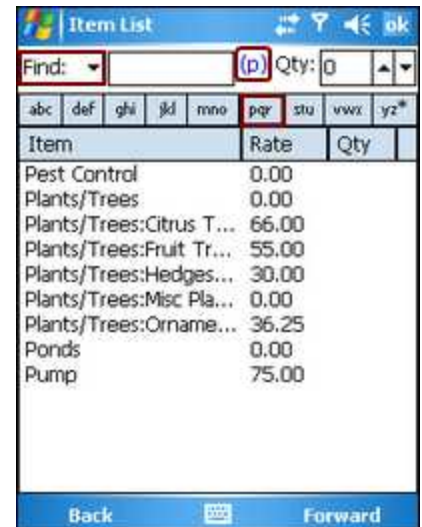 Item List ok
Find: (p) Qty: 0
abc def ghi jkl mno pqr stu vwx yz*
Item Rate Qty
Pest Control 0.00
Plants/Trees 0.00
Plants/Trees:Citrus T... 66.00
Plants/Trees:Fruit Tr... 55.00
Plants/Trees:Hedges... 30.00
Plants/Trees:Misc Pla... 0.00
Plants/Trees:Orname... 36.25
Ponds 0.00
Pump 75.00
Back Forward